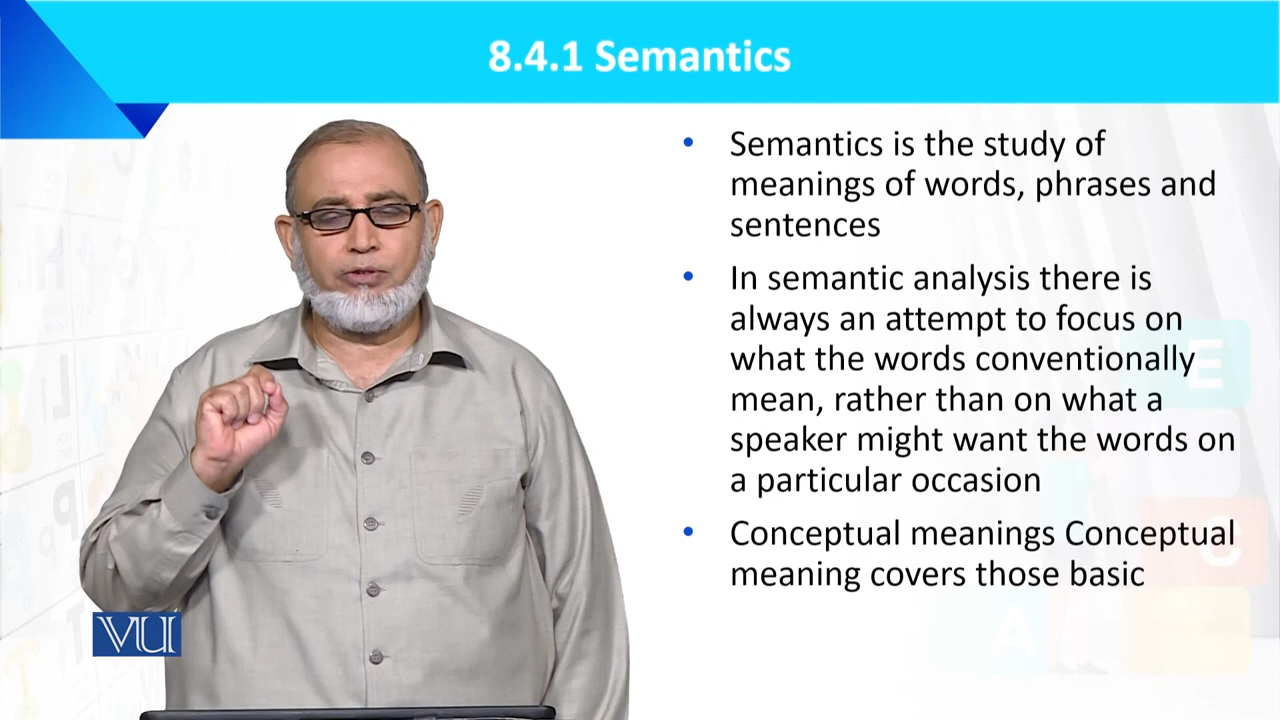 8.4.1 Semantics
Semantics is the study of
meanings of words, phrases and
sentences
In semantic analysis there is
always an attempt to focus on
what the words conventionally
mean, rather than on what a
speaker might want the words on
a particular occasion
Conceptual meanings Conceptual
meaning covers those basic
VU
E
C
A